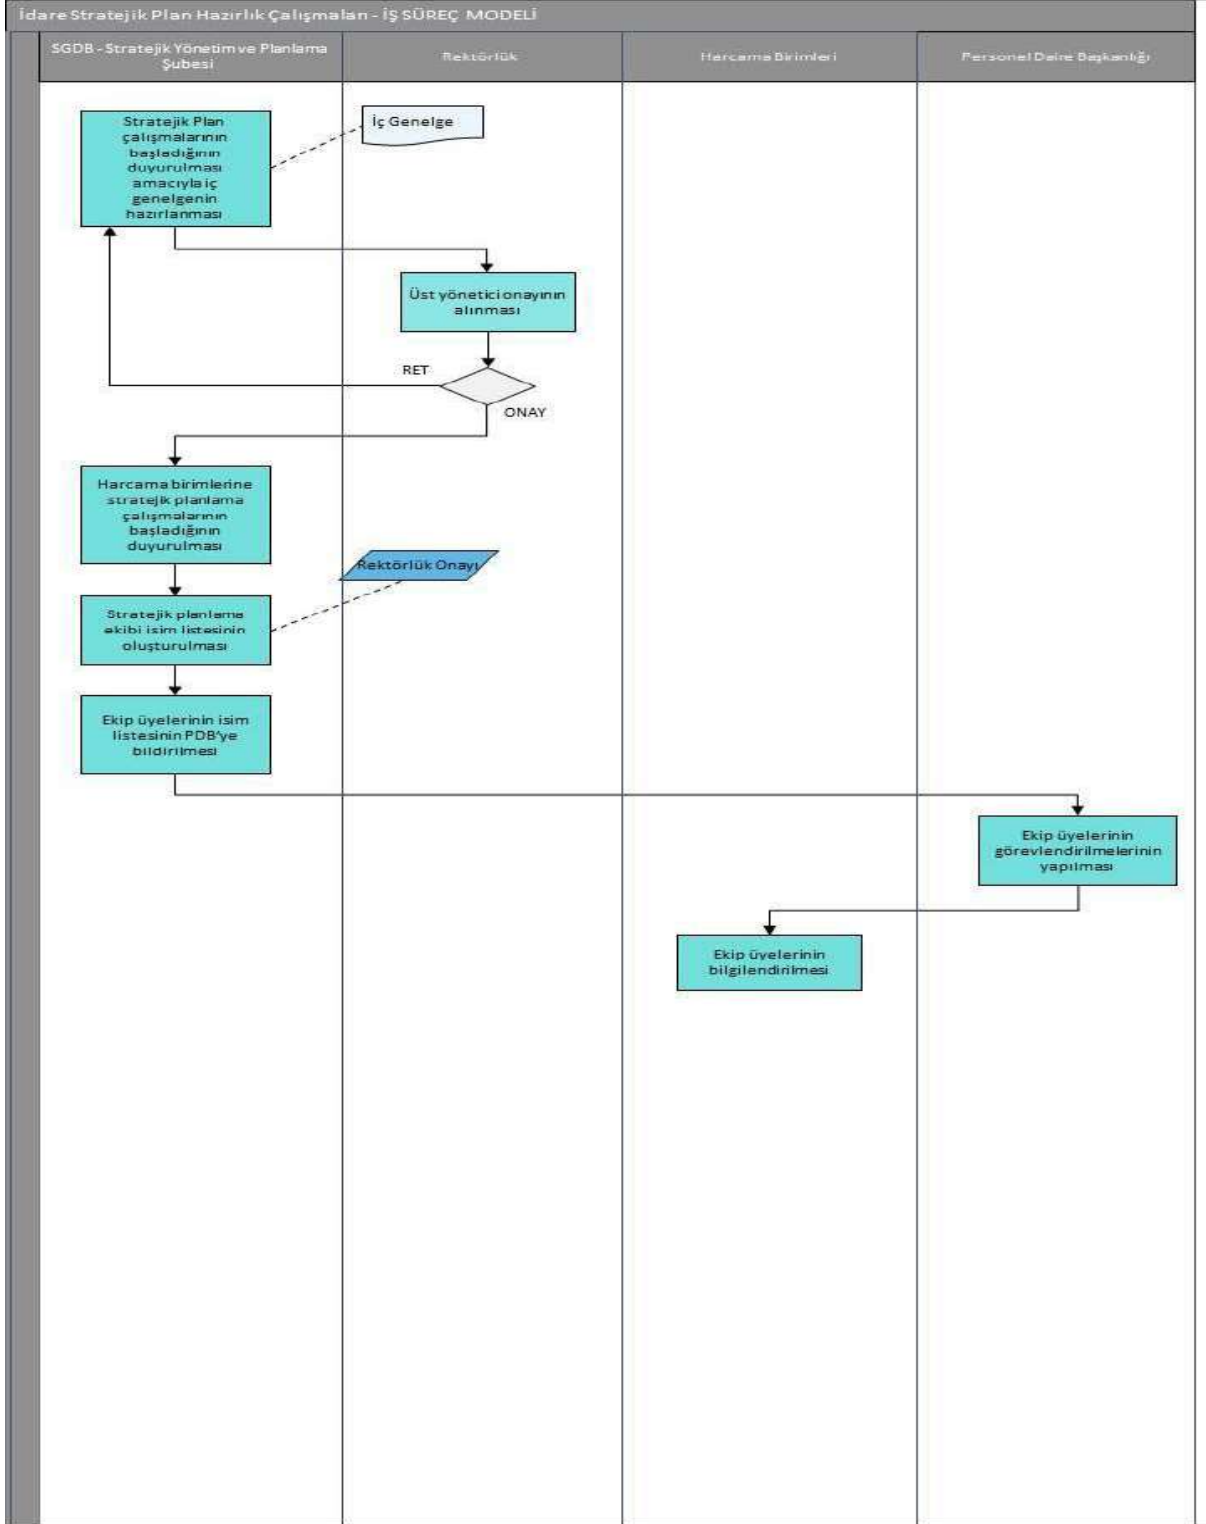 İdare Stratejik Plan Hazırlık Çalışmaları - İŞ SÜREÇ MODELİ
SGDB - Stratejik Yönetim ve Planlama
Şubesi
Rektörlük
Harcama Birimleri
Personel Daire Başkanlığı
Stratejik Plan
çalışmalarının
başladığının
duyurulması
amacıyla iç
genelgenin
hazırlanması
İç Genelge
Üst yönetici onayının
alınması
RET
ONAY
Harcama birimlerine
stratejik planlama
çalışmalarının
başladığının
duyurulması
Rektörlük Onayı
Stratejik planlama
ekibi isim listesinin
oluşturulması
Ekip üyelerinin isim
listesinin PDB'ye
bildirilmesi
Ekip üyelerinin
görevlendirilmelerinin
yapılması
Ekip üyelerinin
bilgilendirilmesi